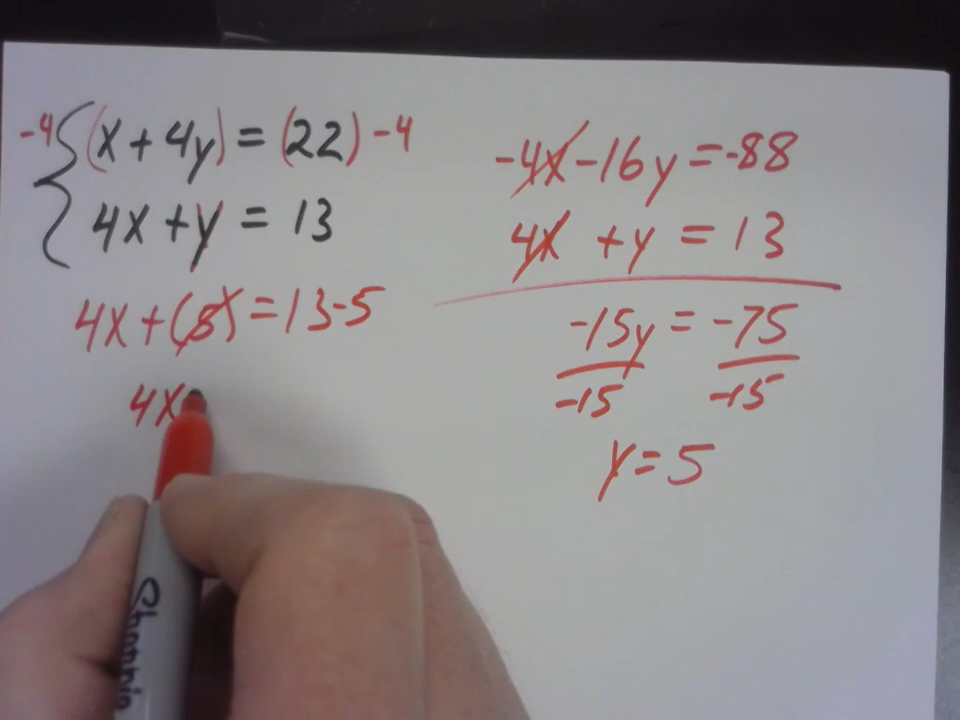 -4(x + 4y) = (22) -4
4x + y = 13
4x + (5) = 13-5
4x
-4x -16y = -88
4x + y = 13
-15y = -75
-15 -15
y = 5
Sharpie